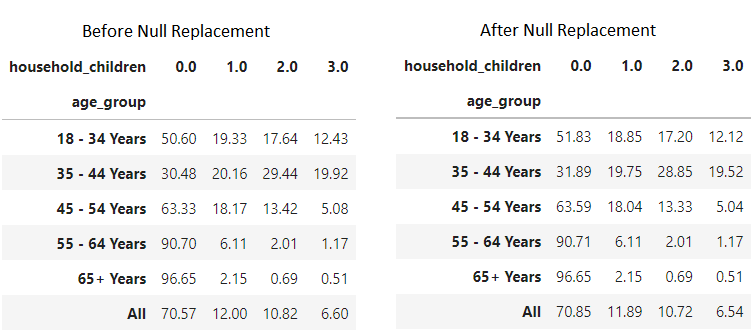 Before Null Replacement
household_children 0.0 1.0 2.0 3.0
age_group
18 - 34 Years 50.60 19.33 17.64 12.43
35 - 44 Years 30.48 20.16 29.44 19.92
45 - 54 Years 63.33 18.17 13.42 5.08
55 - 64 Years 90.70 6.11 2.01 1.17
65+ Years 96.65 2.15 0.69 0.51
All 70.57 12.00 10.82 6.60
After Null Replacement
household_children 0.0 1.0 2.0 3.0
age_group
18 - 34 Years 51.83 18.85 17.20 12.12
35 - 44 Years 31.89 19.75 28.85 19.52
45 - 54 Years 63.59 18.04 13.33 5.04
55 - 64 Years 90.71 6.11 2.01 1.17
65+ Years 96.65 2.15 0.69 0.51
All 70.85 11.89 10.72 6.54